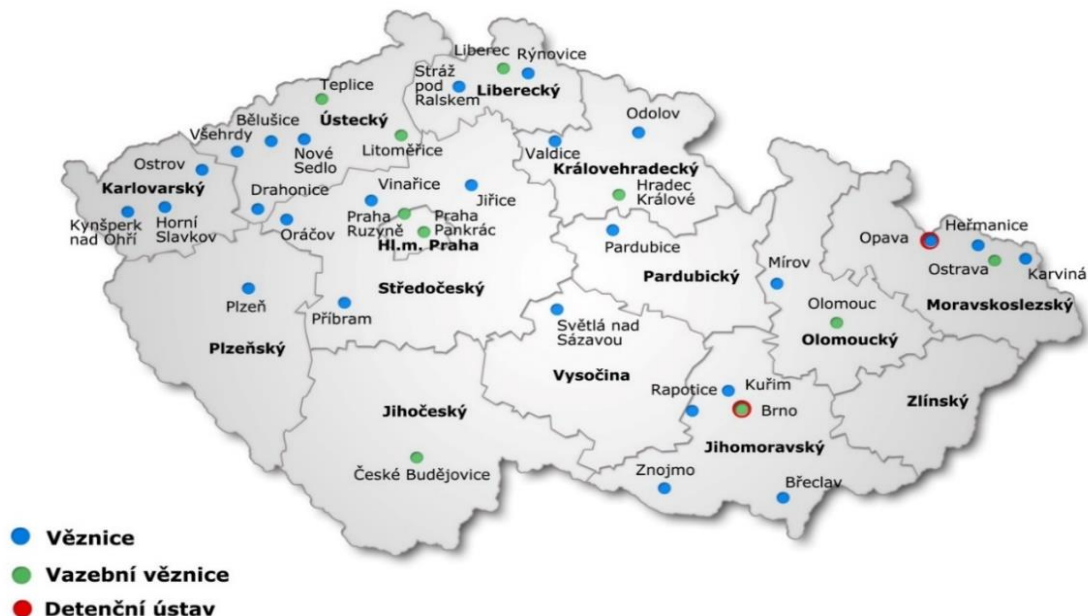 Liberec
Rýnovice
Stráž
pod
Ralskem
Liberecký
Teplice
Ústecký
Bělušice
Všehrdy
Nové
Sedlo
Litoměřice
Odolov
Valdice
Královehradecký
Hradec
Králové
Ostrov
Karlovarský
Kynšperk
nad Ohří
Horní
Slavkov
Drahonice
Oráčov
Vinařice
Jiřice
Praha
Ruzyně
Praha
Pankrác
Hl.m. Praha
Středočeský
Pardubice
Pardubický
Mírov
Opava
Heřmanice
Ostrava
Karviná
Moravskoslezský
Olomouc
Olomoucký
Plzeň
Příbram
Plzeňský
Světlá nad
Sázavou
Vysočina
Rapotice
Kuřim
Brno
Zlínský
Jihočeský
Jihomoravský
České Budějovice
Znojmo
Břeclav
Věznice
Vazební věznice
Detenční ústav